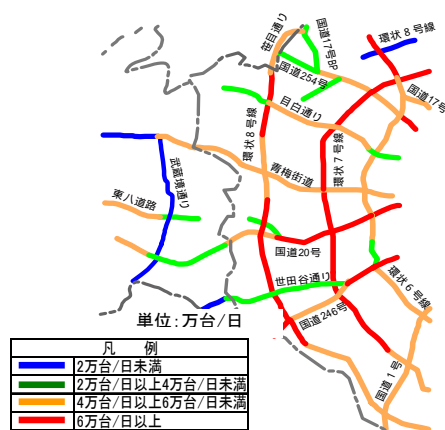 笹目通り
国道17号BP
環状8号線
国道254号
国道17号
目白通り
環状8号線
環状7号線
武蔵境通り
青梅街道
東八道路
国道20号
世田谷通り
環状6号線
国道246号
国道1号
単位:万台/日
凡 例
2万台/日未満
2万台/日以上4万台/日未満
4万台/日以上6万台/日未満
6万台/日以上